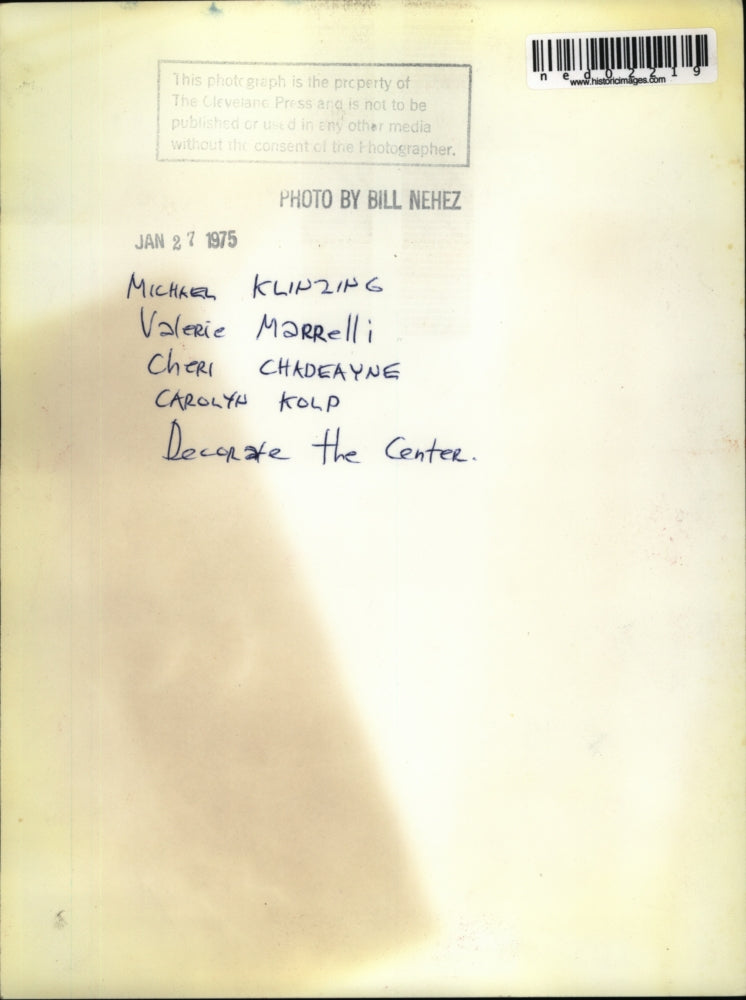 ned02219
www.historicimages.com
This photograph is the property of
The Cleveland Press and is not to be
published or used in any other media
without the consent of the Photographer.
PHOTO BY BILL NEHEZ
JAN 27 1975
MICHAEL KLINZING
Valerie Marrelli
Cheri CHADEAYNE
CAROLYN KOLP
Decorate the Center.